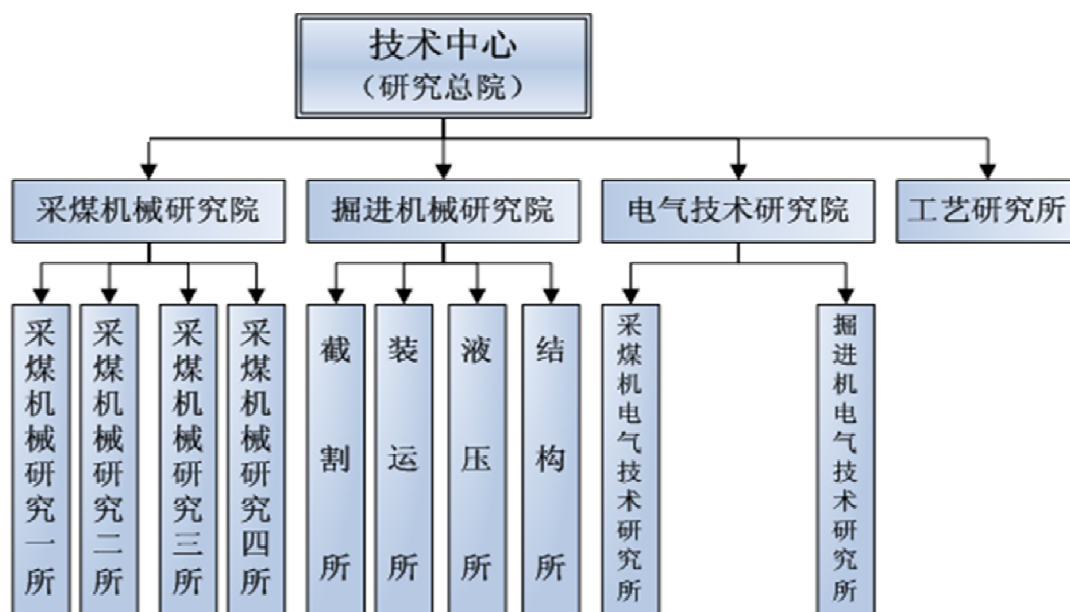 技术中心
（研究总院）
采煤机械研究院
掘进机械研究院
电气技术研究院
工艺研究所
采煤机械研究一所
采煤机械研究二所
采煤机械研究三所
采煤机械研究四所
截割所
装运所
液压所
结构所
采煤机电气技术研究所
掘进机电气技术研究所